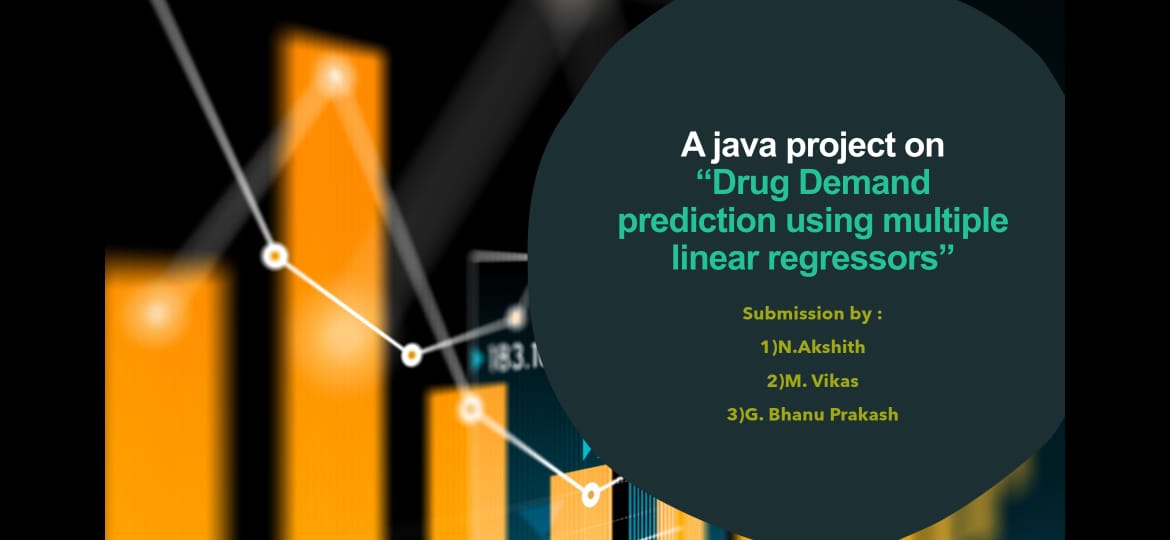 A java project on
“Drug Demand
prediction using multiple
linear regressors”
Submission by :
1)N.Akshith
2)M. Vikas
3)G. Bhanu Prakash